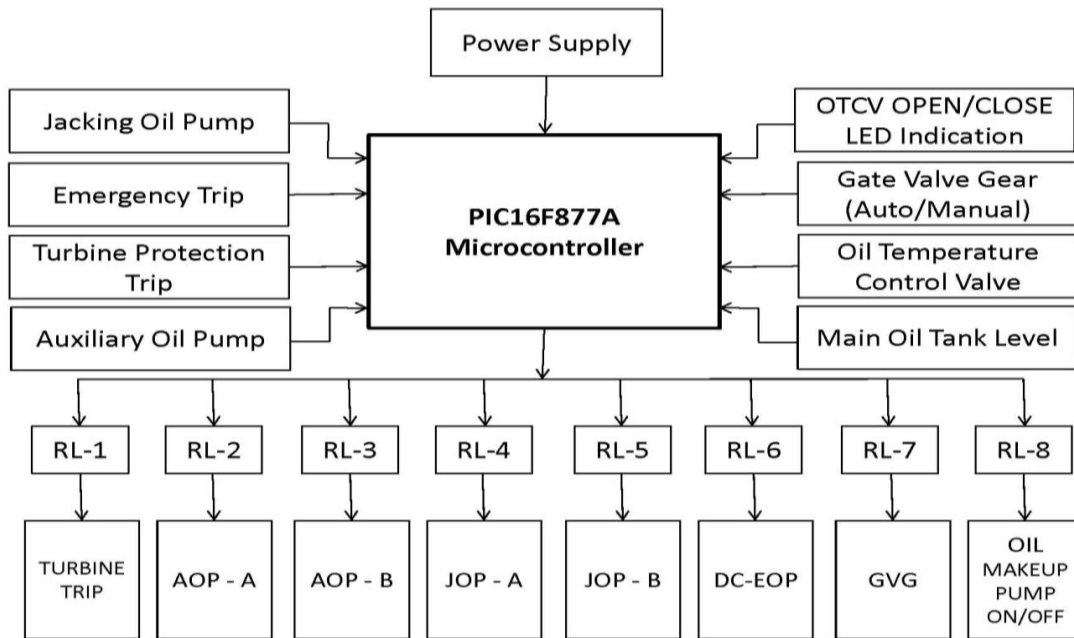 Power Supply
Jacking Oil Pump
Emergency Trip
Turbine Protection
Trip
Auxiliary Oil Pump
PIC16F877A
Microcontroller
OTCV OPEN/CLOSE
LED Indication
Gate Valve Gear
(Auto/Manual)
Oil Temperature
Control Valve
Main Oil Tank Level
RL-1
RL-2
RL-3
RL-4
RL-5
RL-6
RL-7
RL-8
TURBINE
TRIP
AOP - A
AOP - B
JOP - A
JOP - B
DC-EOP
GVG
OIL
MAKEUP
PUMP
ON/OFF